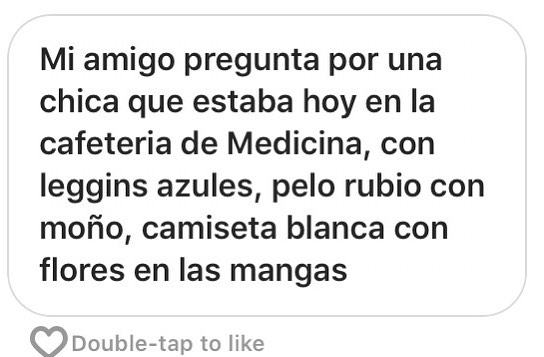 Mi amigo pregunta por una
chica que estaba hoy en la
cafeteria de Medicina, con
leggins azules, pelo rubio con
moño, camiseta blanca con
flores en las mangas
Double-tap to like